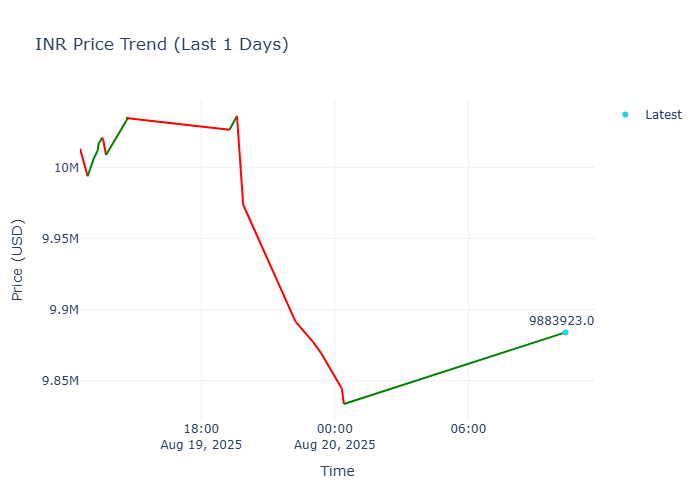 INR Price Trend (Last 1 Days)
Latest
10M
9.95M
9.9M
9.85M
Price (USD)
9883923.0
18:00
Aug 19, 2025
00:00
Aug 20, 2025
06:00
Time